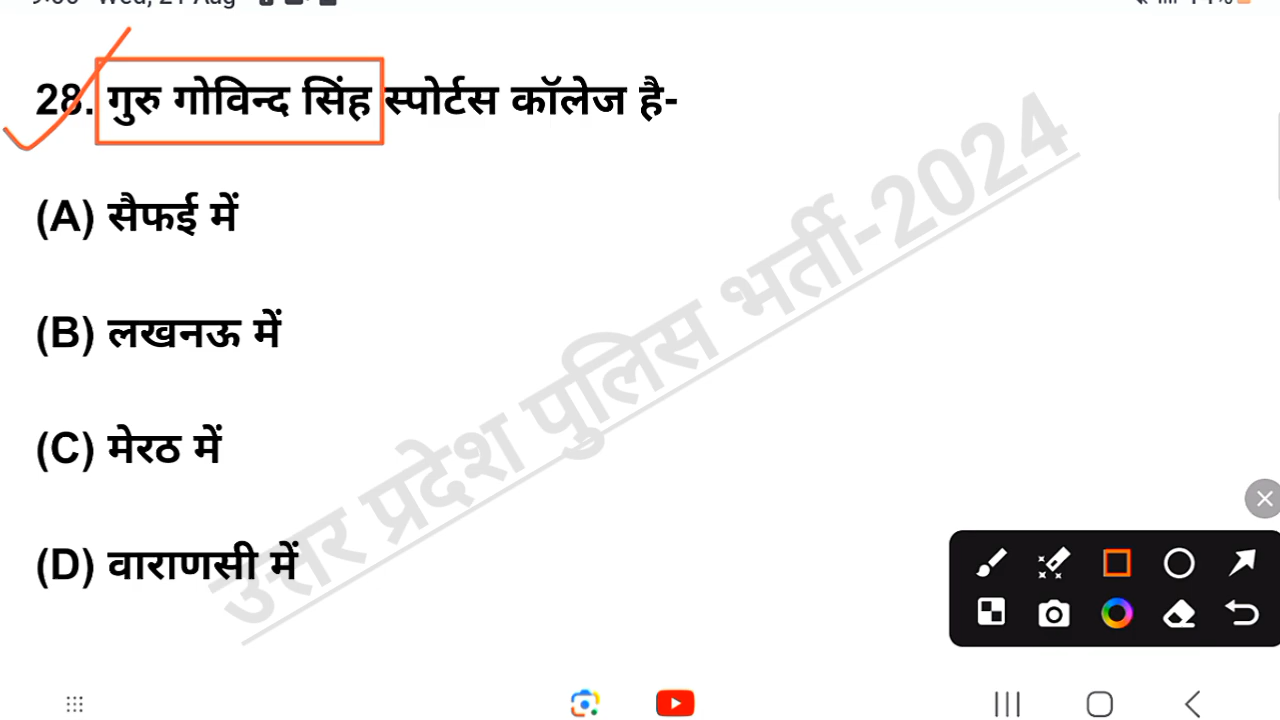 28. गुरु गोविन्द सिंह स्पोर्टस कॉलेज है-
(A) सैफई में
(B) लखनऊ में
(C) मेरठ में
(D) वाराणसी में
उत्तर प्रदेश पुलिस भर्ती-2024